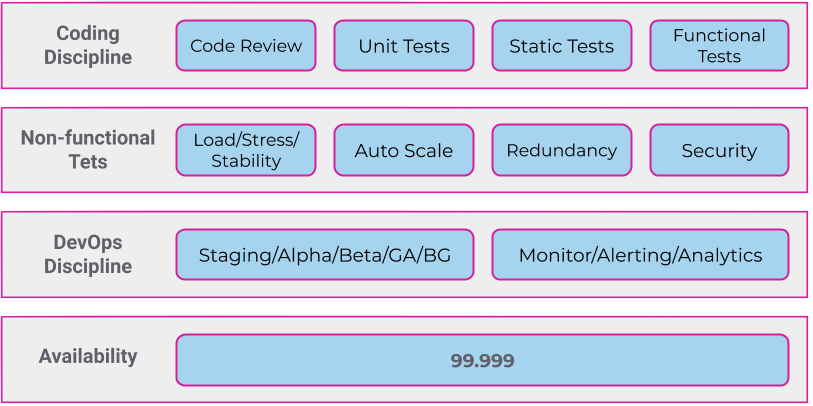 Coding
Discipline
Code Review
Unit Tests
Static Tests
Functional
Tests
Non-functional
Tets
Load/Stress/
Stability
Auto Scale
Redundancy
Security
DevOps
Discipline
Staging/Alpha/Beta/GA/BG
Monitor/Alerting/Analytics
Availability
99.999